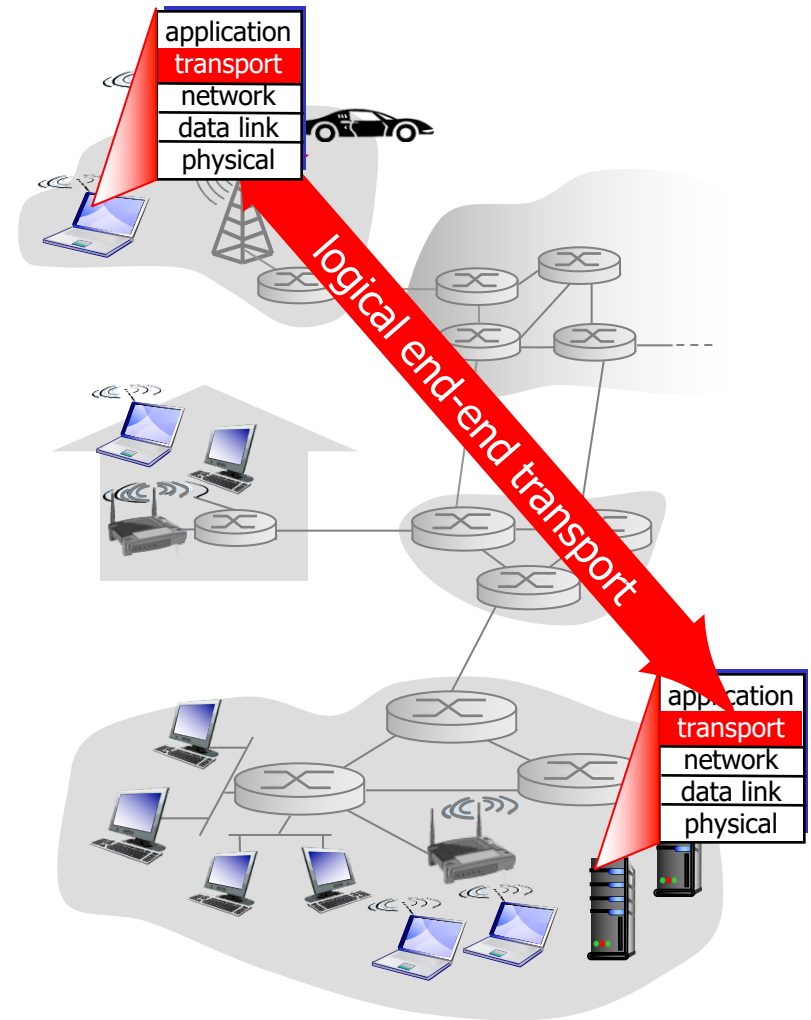 application
transport
network
data link
physical
logical end-end transport
application
transport
network
data link
physical